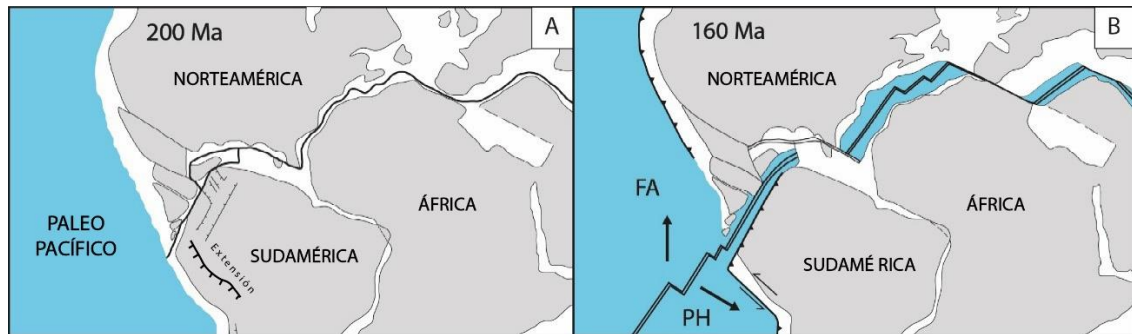 200 Ma
A
NORTEAMÉRICA
PALEO
PACÍFICO
ÁFRICA
SUDAMÉRICA
Extensión
160 Ma
B
NORTEAMÉRICA
FA
ÁFRICA
SUDAMÉ RICA
PH